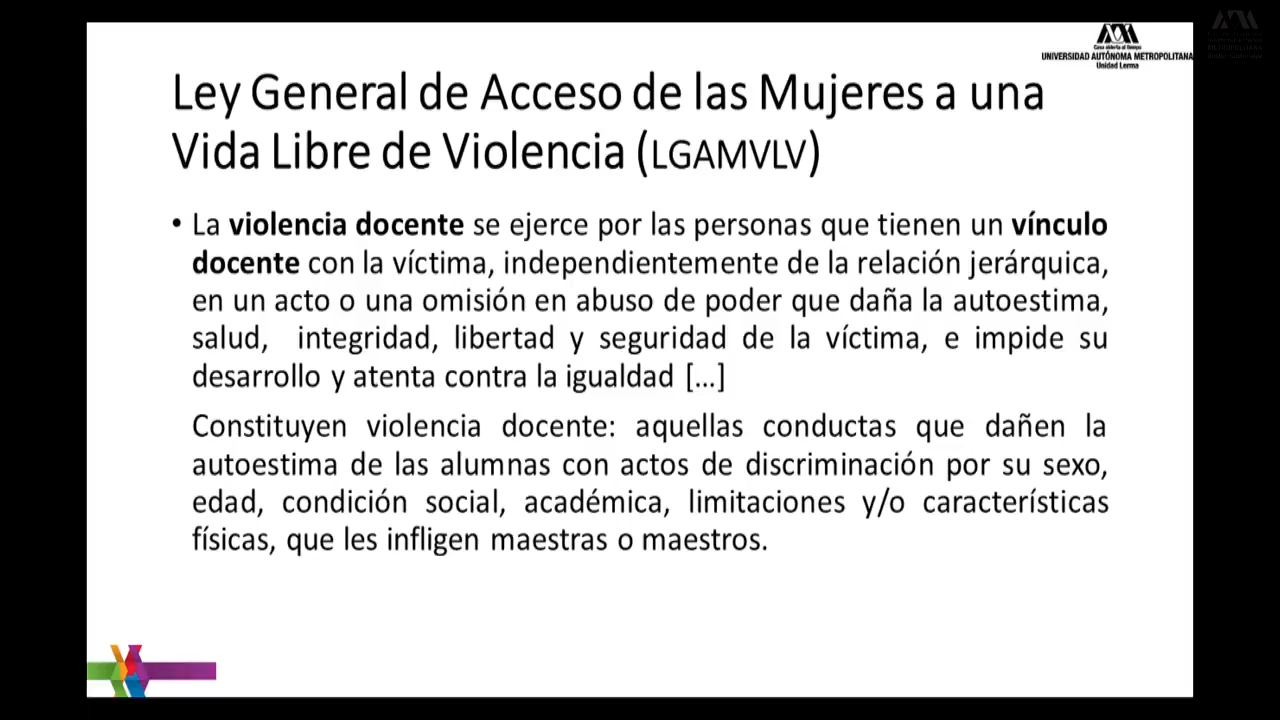 Casa abierta al tiempo
UNIVERSIDAD AUTÓNOMA METROPOLITANA
Unidad Lerma
Ley General de Acceso de las Mujeres a una
Vida Libre de Violencia (LGAMVLV)
• La violencia docente se ejerce por las personas que tienen un vínculo
docente con la víctima, independientemente de la relación jerárquica,
en un acto o una omisión en abuso de poder que daña la autoestima,
salud, integridad, libertad y seguridad de la víctima, e impide su
desarrollo y atenta contra la igualdad [...]
Constituyen violencia docente: aquellas conductas que dañen la
autoestima de las alumnas con actos de discriminación por su sexo,
edad, condición social, académica, limitaciones y/o características
físicas, que les infligen maestras o maestros.